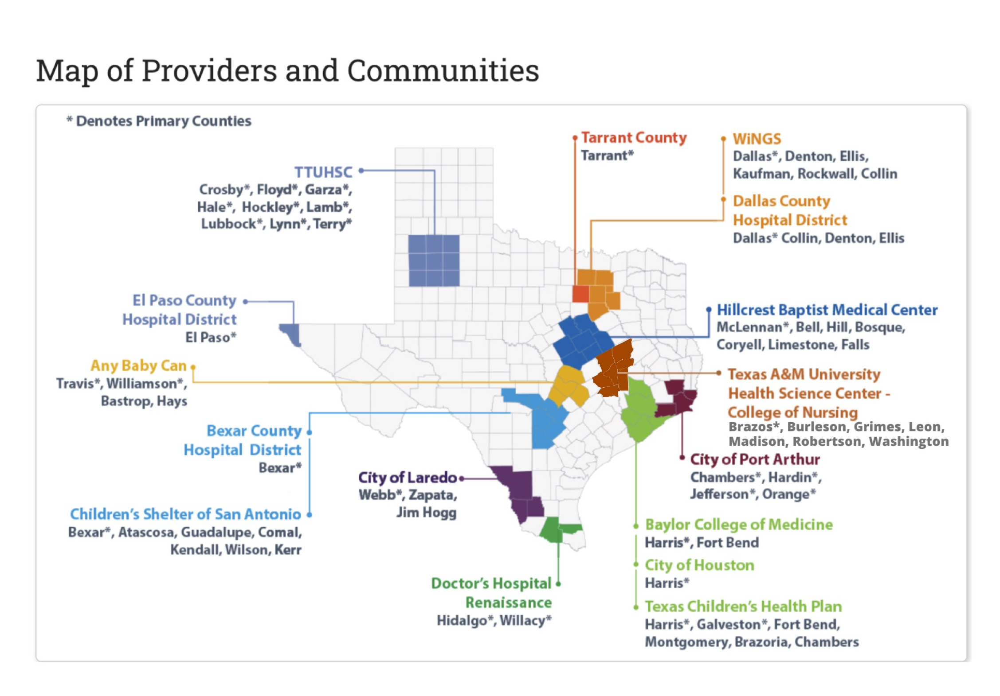 Map of Providers and Communities
* Denotes Primary Counties
TTUHSC
Crosby*, Floyd*, Garza*,
Hale*, Hockley*, Lamb*,
Lubbock*, Lynn*, Terry*
El Paso County
Hospital District
El Paso*
Any Baby Can
Travis*, Williamson*,
Bastrop, Hays
Bexar County
Hospital District
Bexar*
Children's Shelter of San Antonio
Bexar*, Atascosa, Guadalupe, Comal,
Kendall, Wilson, Kerr
City of Laredo
Webb*, Zapata,
Jim Hogg
Doctor's Hospital
Renaissance
Hidalgo*, Willacy*
Tarrant County
Tarrant*
WiNGS
Dallas*, Denton, Ellis,
Kaufman, Rockwall, Collin
Dallas County
Hospital District
Dallas* Collin, Denton, Ellis
Hillcrest Baptist Medical Center
McLennan*, Bell, Hill, Bosque,
Coryell, Limestone, Falls
Texas A&M University
Health Science Center -
College of Nursing
Brazos*, Burleson, Grimes, Leon,
Madison, Robertson, Washington
City of Port Arthur
Chambers*, Hardin*,
Jefferson*, Orange*
Baylor College of Medicine
Harris*, Fort Bend
City of Houston
Harris*
Texas Children's Health Plan
Harris*, Galveston*, Fort Bend,
Montgomery, Brazoria, Chambers